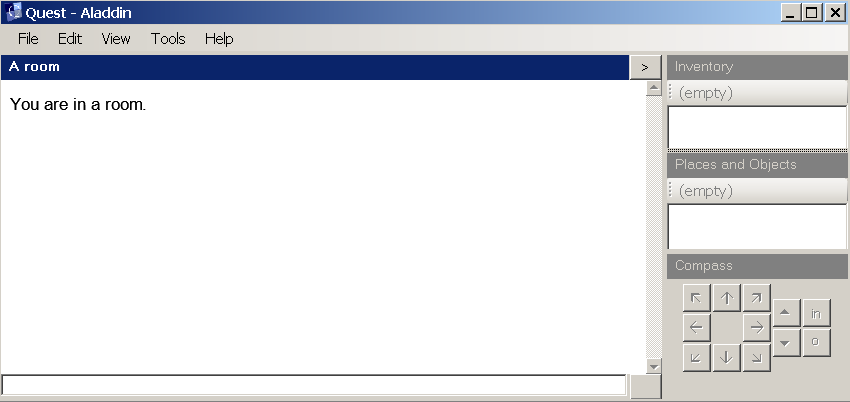 Quest - Aladdin
File Edit View Tools Help
A room
>
You are in a room.
Inventory
(empty)
Places and Objects
(empty)
Compass
in
o